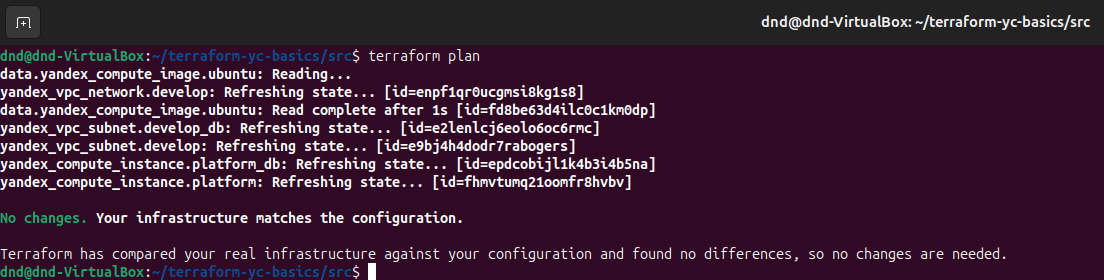 dnd@dnd-VirtualBox: ~/terraform-yc-basics/src
dnd@dnd-VirtualBox:~/terraform-yc-basics/src$ terraform plan
data.yandex_compute_image.ubuntu: Reading...
yandex_vpc_network.develop: Refreshing state... [id=enpf1qr0ucgmsi8kg1s8]
data.yandex_compute_image.ubuntu: Read complete after 1s [id=fd8be63d4ilc0c1km0dp]
yandex_vpc_subnet.develop_db: Refreshing state... [id=e2lenlcj6eolo6oc6rmc]
yandex_vpc_subnet.develop: Refreshing state... [id=e9bj4h4dodr7rabogers]
yandex_compute_instance.platform_db: Refreshing state... [id=epdcobijl1k4b3i4b5na]
yandex_compute_instance.platform: Refreshing state... [id=fhmvtumq21oomfr8hvbv]
No changes. Your infrastructure matches the configuration.
Terraform has compared your real infrastructure against your configuration and found no differences, so no changes are needed.
dnd@dnd-VirtualBox:~/terraform-yc-basics/src$